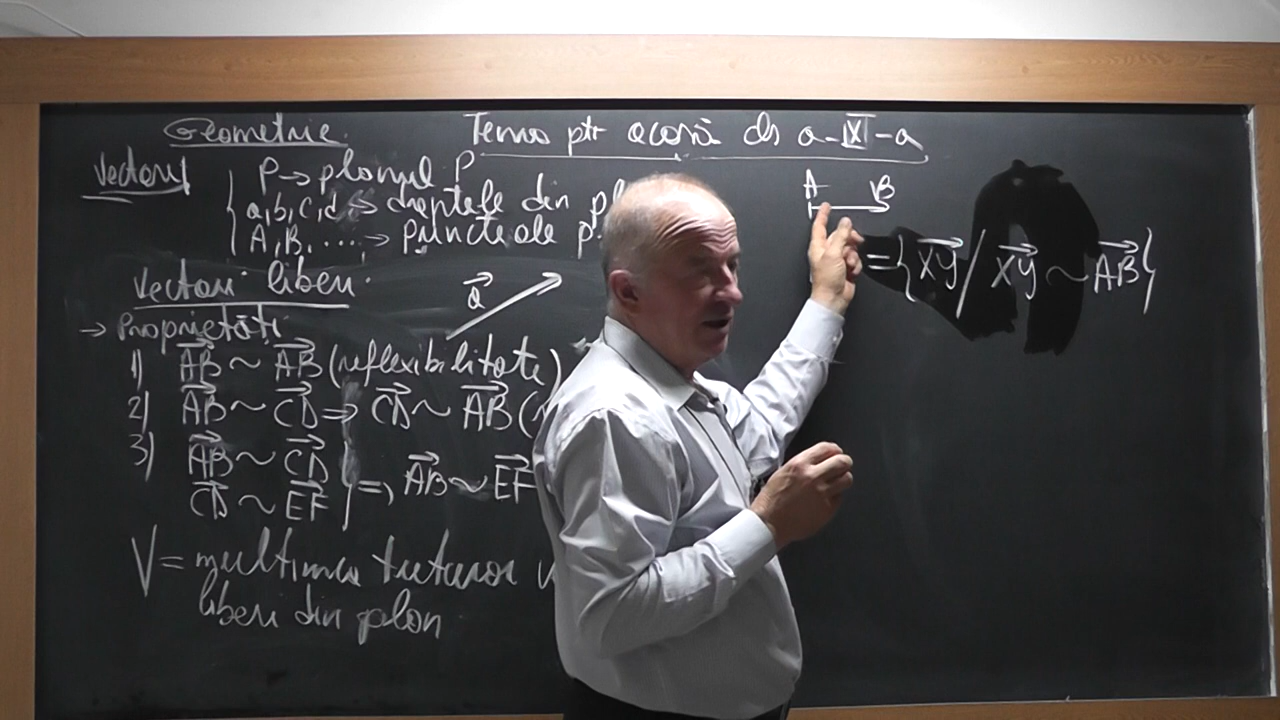 Geometrie. Tema ptr acasă cls a-XI-a
Vectori P → planul P
a, b, c, d → dreptele din pl
A, B, ... → punctele p
A B
= {XY / XY ~ AB}
Vectori liberi.
a
→ Proprietăți
1) AB ~ AB (reflexibilitate)
2) AB ~ CD ⇒ CD ~ AB (
3) AB ~ CD
CD ~ EF } ⇒ AB ~ EF
V = mulțimea tuturor v
liberi din plan